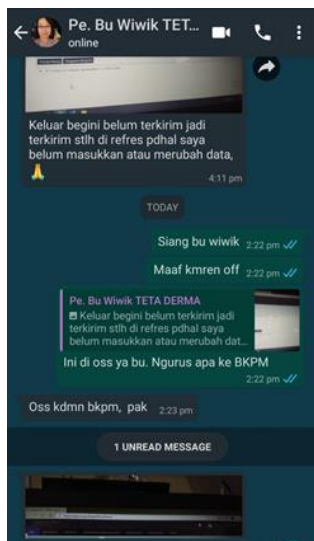 Pe. Bu Wiwik TET...
online
Keluar begini belum terkirim jadi
terkirim stlh di refres pdhal saya
belum masukkan atau merubah data,
🙏
4:11 pm
TODAY
Siang bu wiwik 2:22 pm
Maaf kmren off 2:22 pm
Pe. Bu Wiwik TETA DERMA
Keluar begini belum terkirim jadi
terkirim stlh di refres pdhal saya
belum masukkan atau merubah dat...
Ini di oss ya bu. Ngurus apa ke BKPM
2:22 pm
Oss kdmn bkpm, pak 2:23 pm
1 UNREAD MESSAGE